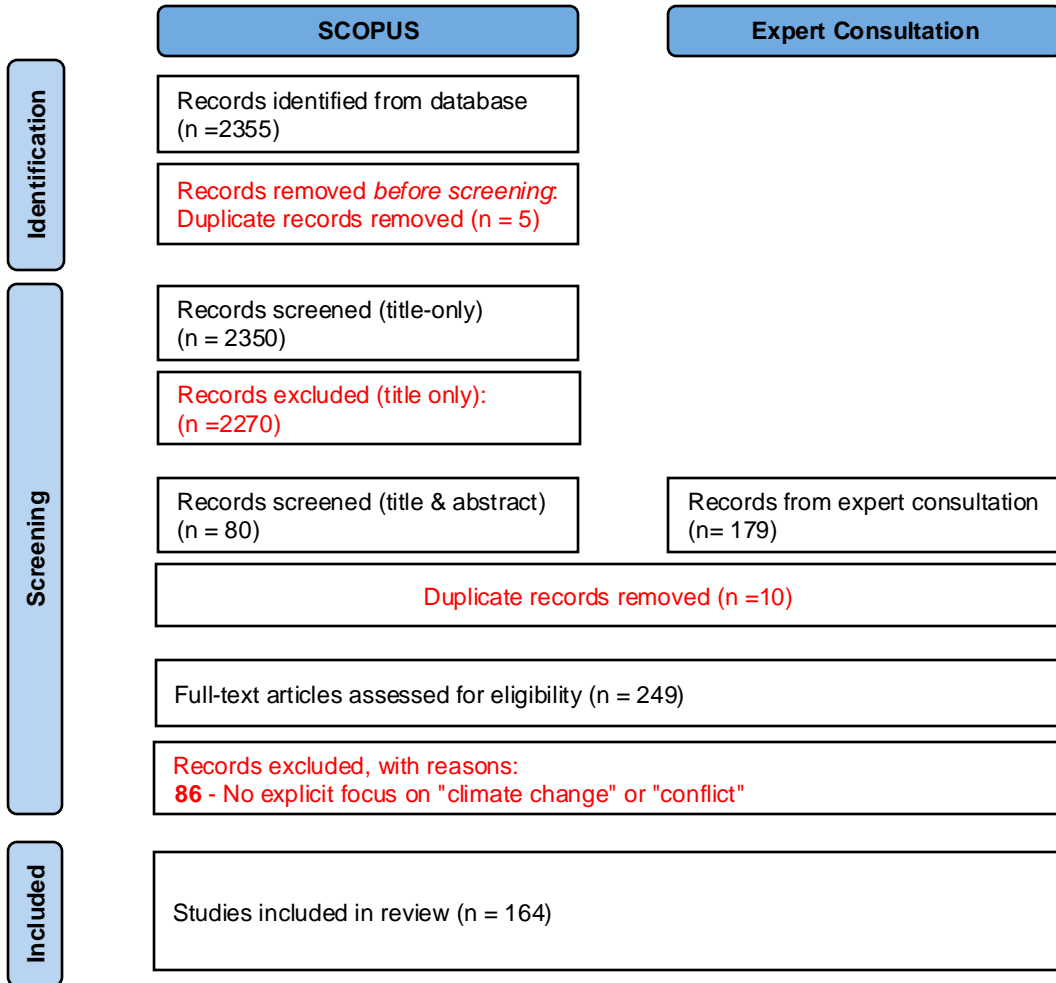 SCOPUS
Expert Consultation
Identification
Records identified from database
(n =2355)
Records removed before screening:
Duplicate records removed (n = 5)
Screening
Records screened (title-only)
(n = 2350)
Records excluded (title only):
(n =2270)
Records screened (title & abstract)
(n = 80)
Records from expert consultation
(n= 179)
Duplicate records removed (n =10)
Full-text articles assessed for eligibility (n = 249)
Records excluded, with reasons:
86 - No explicit focus on "climate change" or "conflict"
Included
Studies included in review (n = 164)